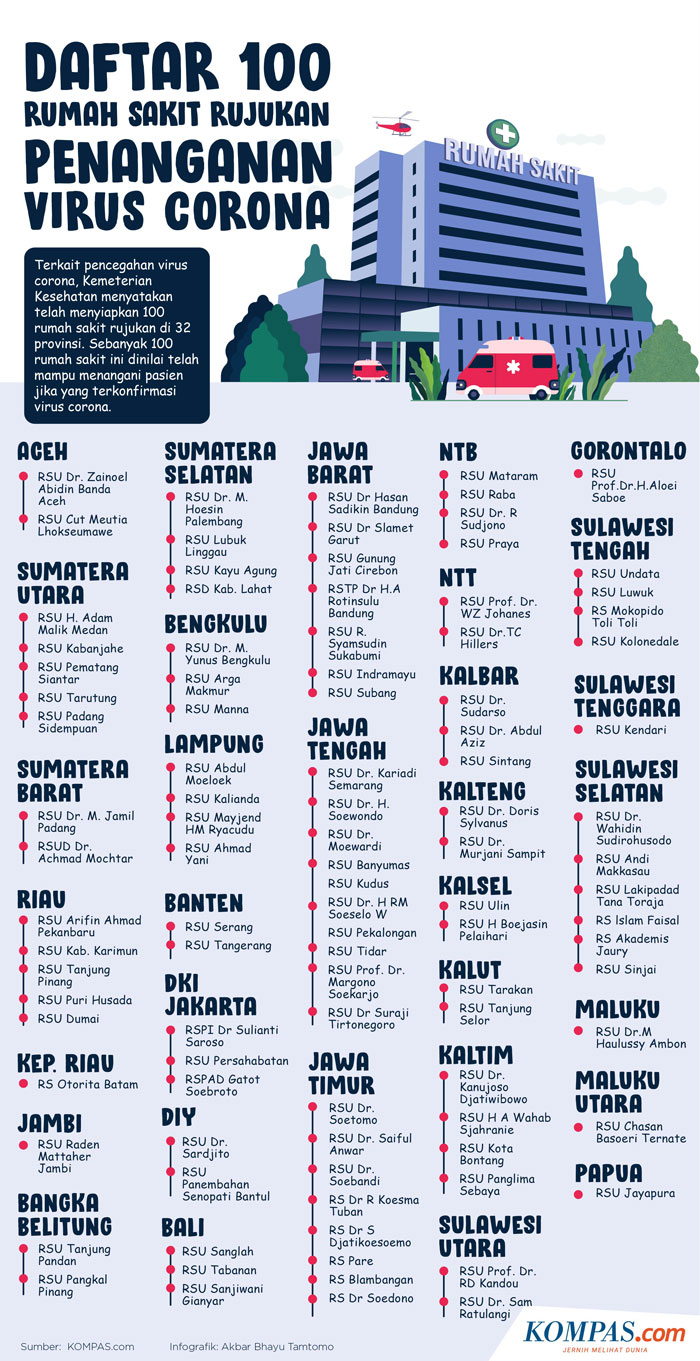 DAFTAR 100
RUMAH SAKIT RUJUKAN
PENANGANAN
VIRUS CORONA
RUMAH SAKIT
Terkait pencegahan virus
corona, Kemeterian
Kesehatan menyatakan
telah menyiapkan 100
rumah sakit rujukan di 32
provinsi. Sebanyak 100
rumah sakit ini dinilai telah
mampu menangani pasien
jika yang terkonfirmasi
virus corona.
ACEH
RSU Dr. Zainoel
Abidin Banda
Aceh
RSU Cut Meutia
Lhokseumawe
SUMATERA
UTARA
RSU H. Adam
Malik Medan
RSU Kabanjahe
RSU Pematang
Siantar
RSU Tarutung
RSU Padang
Sidempuan
SUMATERA
BARAT
RSU Dr. M. Jamil
Padang
RSUD Dr.
Achmad Mochtar
RIAU
RSU Arifin Ahmad
Pekanbaru
RSU Kab. Karimun
RSU Tanjung
Pinang
RSU Puri Husada
RSU Dumai
KEP. RIAU
RS Otorita Batam
JAMBI
RSU Raden
Mattaher
Jambi
BANGKA
BELITUNG
RSU Tanjung
Pandan
RSU Pangkal
Pinang
SUMATERA
SELATAN
RSU Dr. M.
Hoesin
Palembang
RSU Lubuk
Linggau
RSU Kayu Agung
RSD Kab. Lahat
BENGKULU
RSU Dr. M.
Yunus Bengkulu
RSU Arga
Makmur
RSU Manna
LAMPUNG
RSU Abdul
Moeloek
RSU Kalianda
RSU Mayjend
HM Ryacudu
RSU Ahmad
Yani
BANTEN
RSU Serang
RSU Tangerang
DKI
JAKARTA
RSPI Dr Sulianti
Saroso
RSU Persahabatan
RSPAD Gatot
Soebroto
DIY
RSU Dr.
Sardjito
RSU
Panembahan
Senopati Bantul
BALI
RSU Sanglah
RSU Tabanan
RSU Sanjiwani
Gianyar
JAWA
BARAT
RSU Dr Hasan
Sadikin Bandung
RSU Dr Slamet
Garut
RSU Gunung
Jati Cirebon
RSTP Dr H.A
Rotinsulu
Bandung
RSU R.
Syamsudin
Sukabumi
RSU Indramayu
RSU Subang
JAWA
TENGAH
RSU Dr. Kariadi
Semarang
RSU Dr. H.
Soewondo
RSU Dr.
Moewardi
RSU Banyumas
RSU Kudus
RSU Dr. H RM
Soeselo W
RSU Pekalongan
RSU Tidar
RSU Prof. Dr.
Margono
Soekarjo
RSU Dr Suraji
Tirtonegoro
JAWA
TIMUR
RSU Dr.
Soetomo
RSU Dr. Saiful
Anwar
RSU Dr.
Soebandi
RS Dr R Koesma
Tuban
RS Dr S
Djatikoesoemo
RS Pare
RS Blambangan
RS Dr Soedono
NTB
RSU Mataram
RSU Raba
RSU Dr. R
Sudjono
RSU Praya
NTT
RSU Prof. Dr.
WZ Johanes
RSU Dr.TC
Hillers
KALBAR
RSU Dr.
Sudarso
RSU Dr. Abdul
Aziz
RSU Sintang
KALTENG
RSU Dr. Doris
Sylvanus
RSU Dr.
Murjani Sampit
KALSEL
RSU Ulin
RSU H Boejasin
Pelaihari
KALUT
RSU Tarakan
RSU Tanjung
Selor
KALTIM
RSU Dr.
Kanujoso
Djatiwibowo
RSU H A Wahab
Sjahranie
RSU Kota
Bontang
RSU Panglima
Sebaya
SULAWESI
UTARA
RSU Prof. Dr.
RD Kandou
RSU Dr. Sam
Ratulangi
GORONTALO
RSU
Prof.Dr.H.Aloei
Saboe
SULAWESI
TENGAH
RSU Undata
RSU Luwuk
RS Mokopido
Toli Toli
RSU Kolonedale
SULAWESI
TENGGARA
RSU Kendari
SULAWESI
SELATAN
RSU Dr.
Wahidin
Sudirohusodo
RSU Andi
Makkasau
RSU Lakipadad
Tana Toraja
RS Islam Faisal
RS Akademis
Jaury
RSU Sinjai
MALUKU
RSU Dr.M
Haulussy Ambon
MALUKU
UTARA
RSU Chasan
Basoeri Ternate
PAPUA
RSU Jayapura
Sumber: KOMPAS.com
Infografik: Akbar Bhayu Tamtomo
KOMPAS.com
JERNIH MELIHAT DUNIA